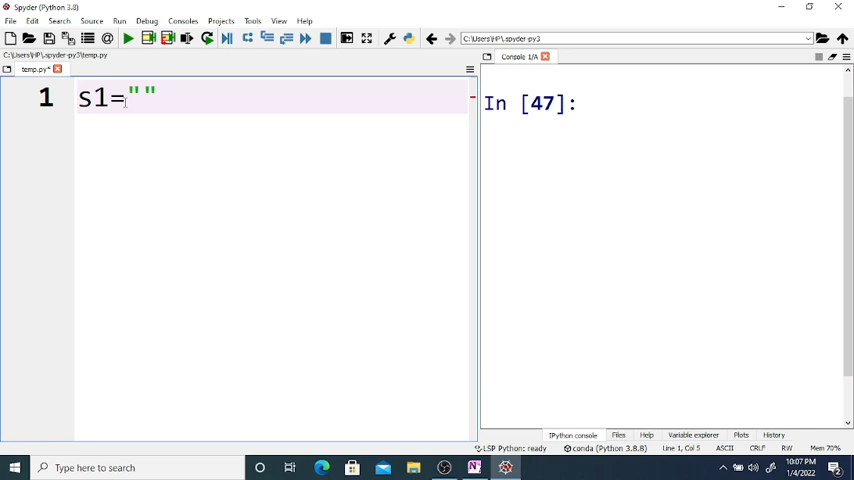 Spyder (Python 3.8)
File Edit Search Source Run Debug Consoles Projects Tools View Help
C:\Users\HP\.spyder-py3
C:\Users\HP\.spyder-py3\temp.py
temp.py*
Console 1/A
1 s1=""
In [47]:
IPython console Files Help Variable explorer Plots History
LSP Python: ready conda (Python 3.8.8) Line 1, Col 5 ASCII CRLF RW Mem 70%
Type here to search
10:07 PM
1/4/2022
2